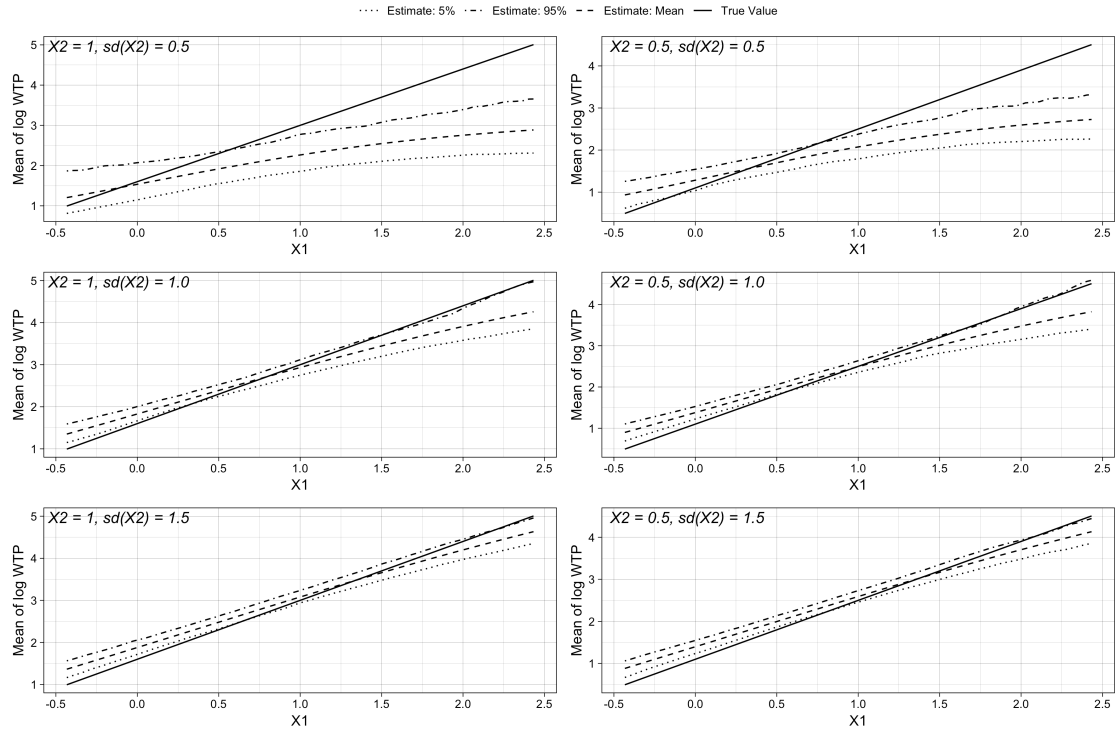 Estimate: 5% Estimate: 95% Estimate: Mean True Value
X2 = 1, sd(X2) = 0.5
Mean of log WTP
5
4
3
2
1
-0.5 0.0 0.5 1.0 1.5 2.0 2.5
X1
X2 = 0.5, sd(X2) = 0.5
Mean of log WTP
4
3
2
1
-0.5 0.0 0.5 1.0 1.5 2.0 2.5
X1
X2 = 1, sd(X2) = 1.0
Mean of log WTP
5
4
3
2
1
-0.5 0.0 0.5 1.0 1.5 2.0 2.5
X1
X2 = 0.5, sd(X2) = 1.0
Mean of log WTP
4
3
2
1
-0.5 0.0 0.5 1.0 1.5 2.0 2.5
X1
X2 = 1, sd(X2) = 1.5
Mean of log WTP
5
4
3
2
1
-0.5 0.0 0.5 1.0 1.5 2.0 2.5
X1
X2 = 0.5, sd(X2) = 1.5
Mean of log WTP
4
3
2
1
-0.5 0.0 0.5 1.0 1.5 2.0 2.5
X1